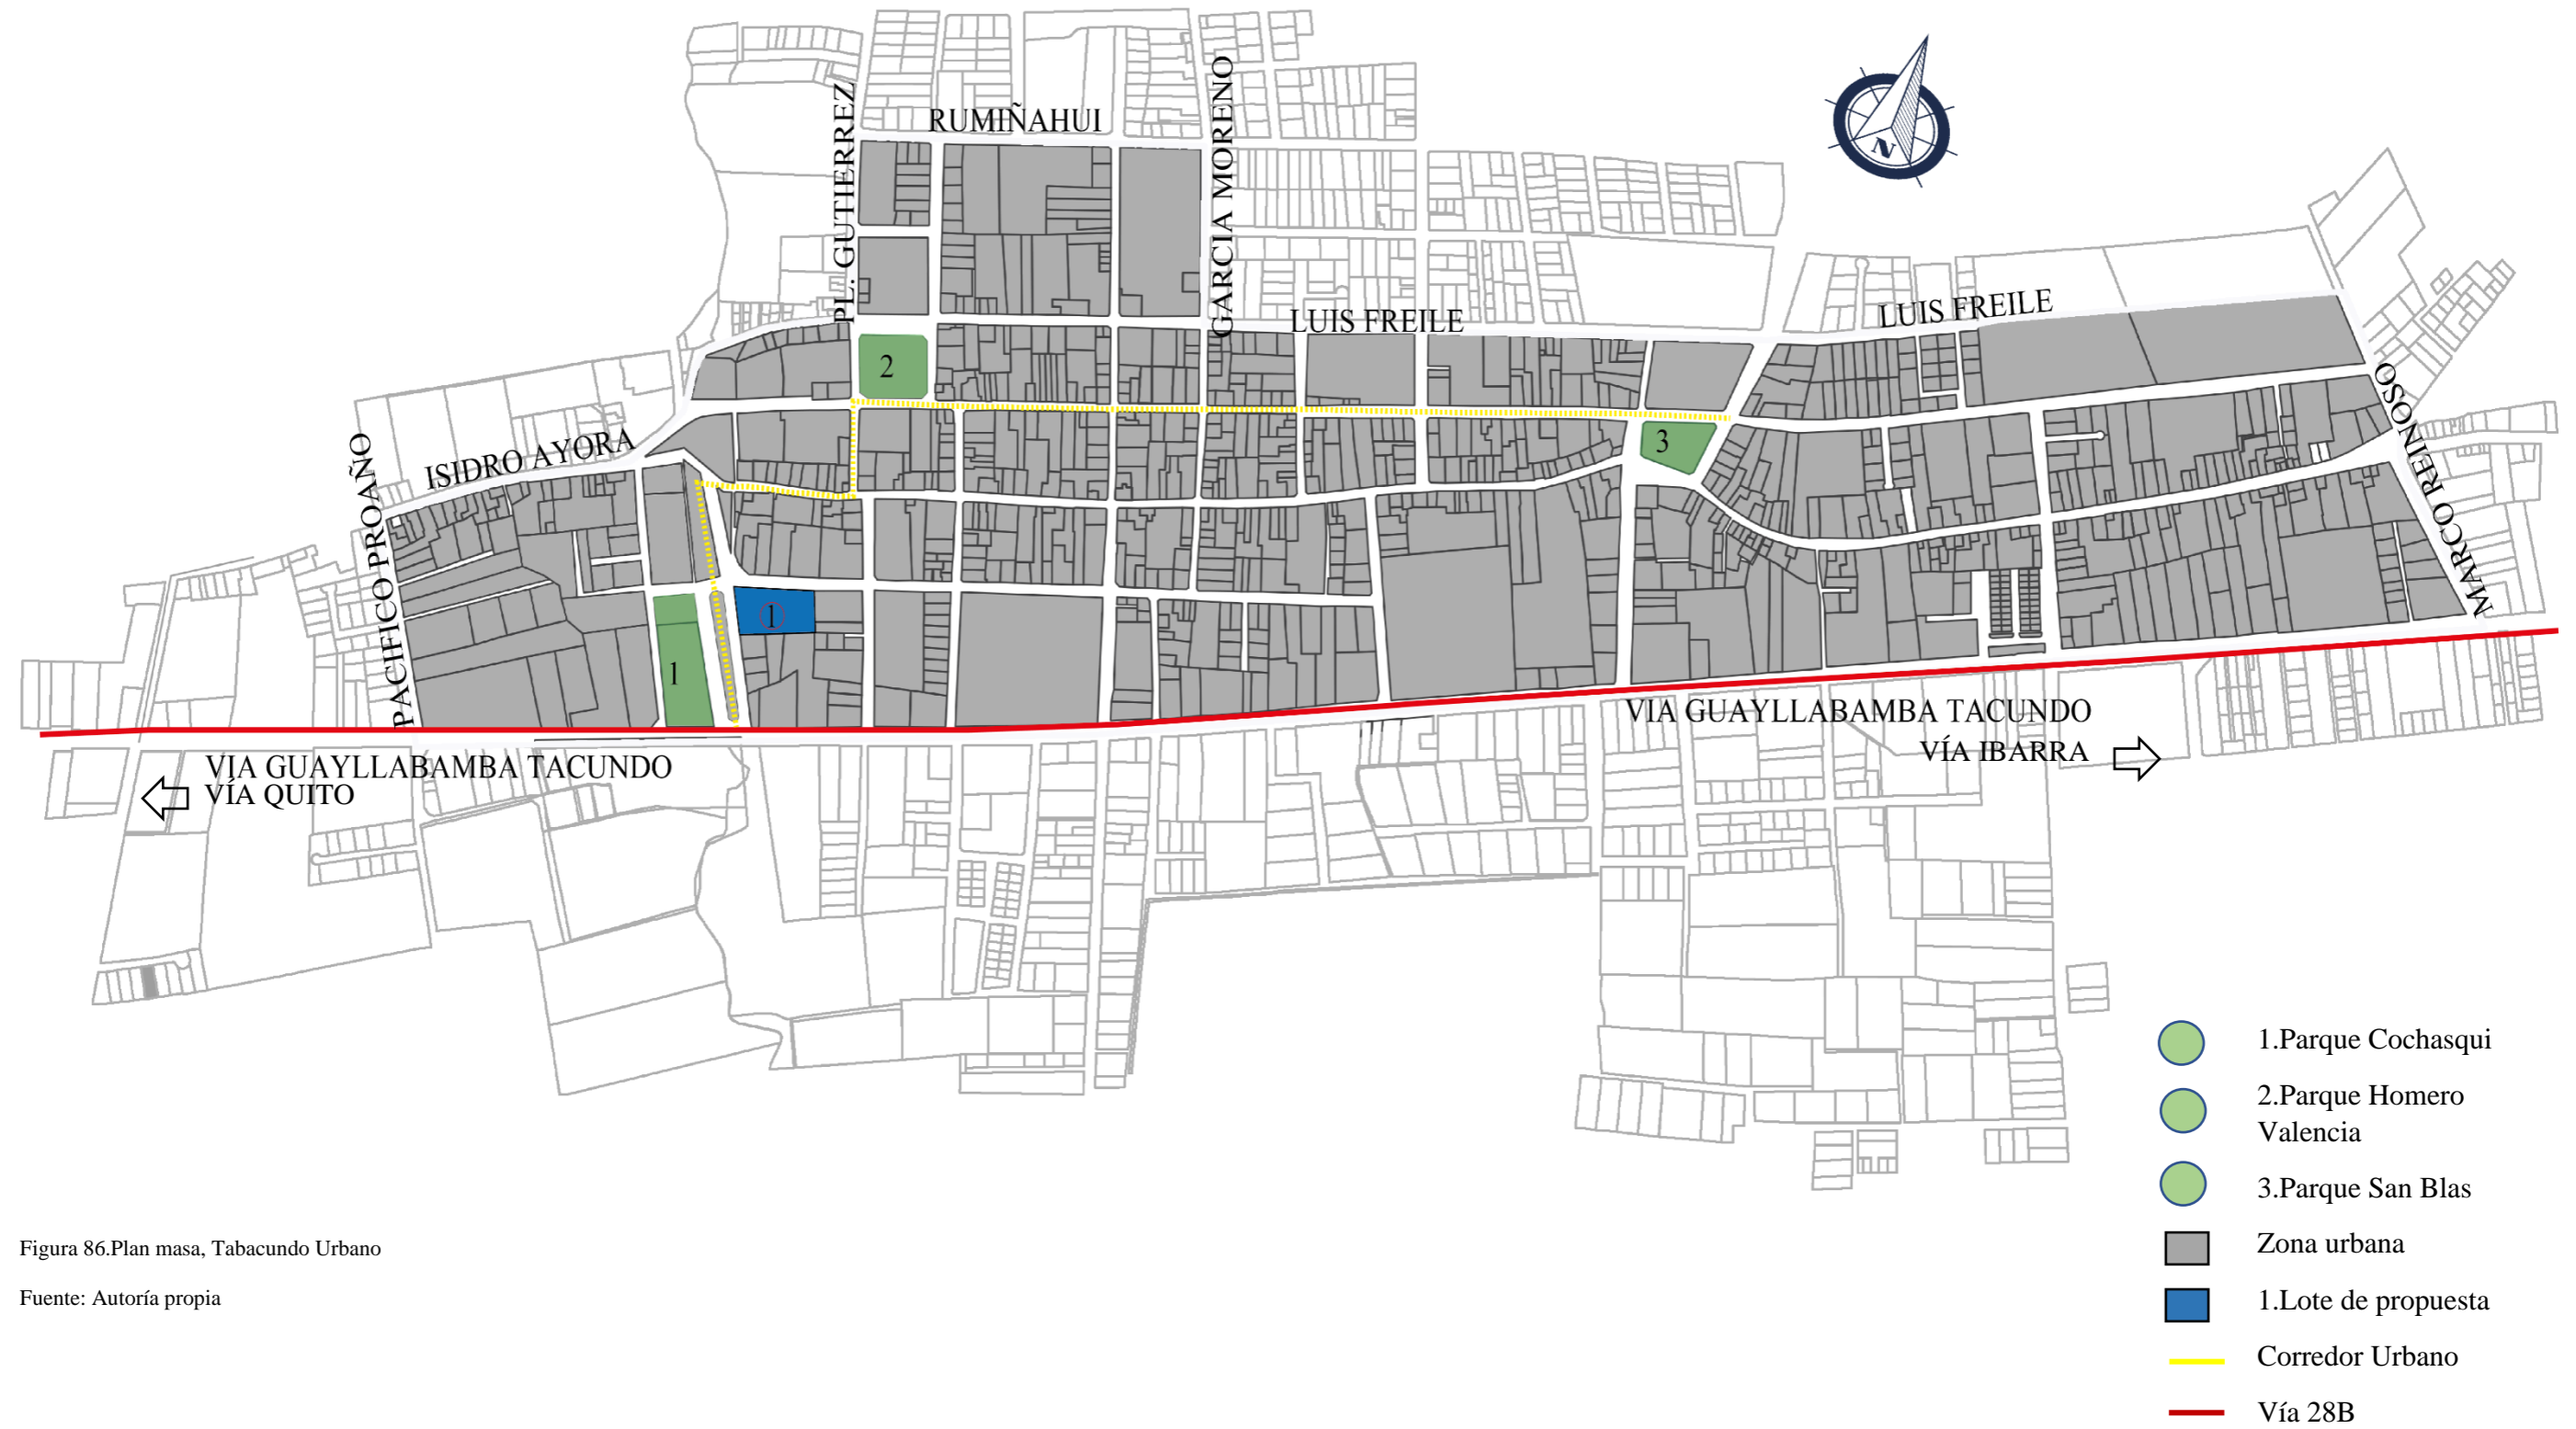 RUMIÑAHUI
PL. GUTIERREZ
GARCIA MORENO
N
LUIS FREILE
LUIS FREILE
2
3
ISIDRO AYORA
PACIFICO PROAÑO
MARCO REINOSO
1
1
VIA GUAYLLABAMBA TACUNDO
VÍA IBARRA
VIA GUAYLLABAMBA TACUNDO
VÍA QUITO
1.Parque Cochasqui
2.Parque Homero
Valencia
3.Parque San Blas
Zona urbana
1.Lote de propuesta
Corredor Urbano
Vía 28B
Figura 86.Plan masa, Tabacundo Urbano
Fuente: Autoría propia